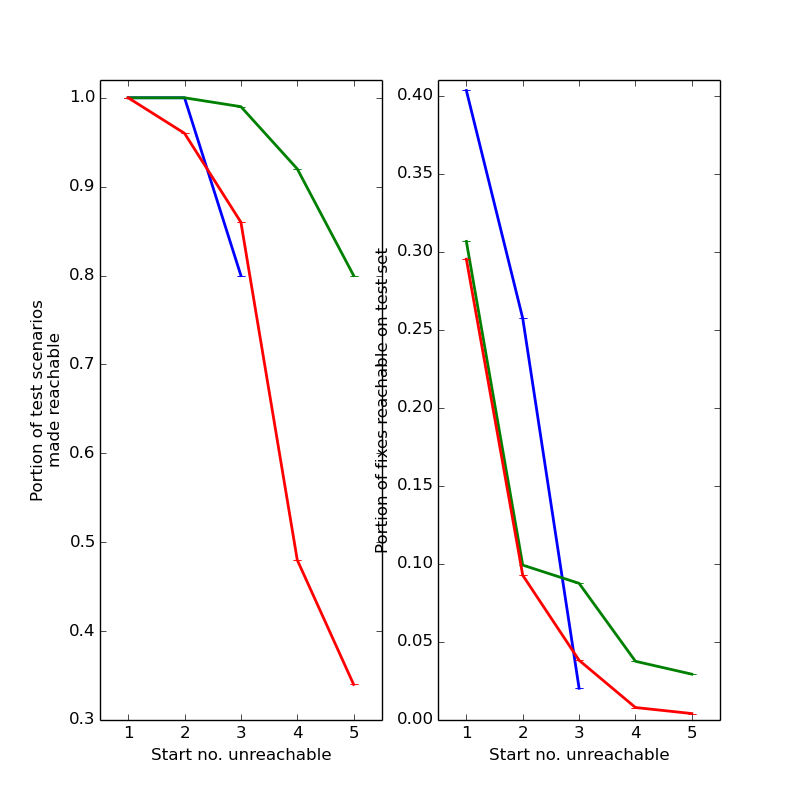 1.0
0.9
0.8
0.7
0.6
0.5
0.4
0.3
Portion of test scenarios
made reachable
1 2 3 4 5
Start no. unreachable
0.40
0.35
0.30
0.25
0.20
0.15
0.10
0.05
0.00
Portion of fixes reachable on test set
1 2 3 4 5
Start no. unreachable